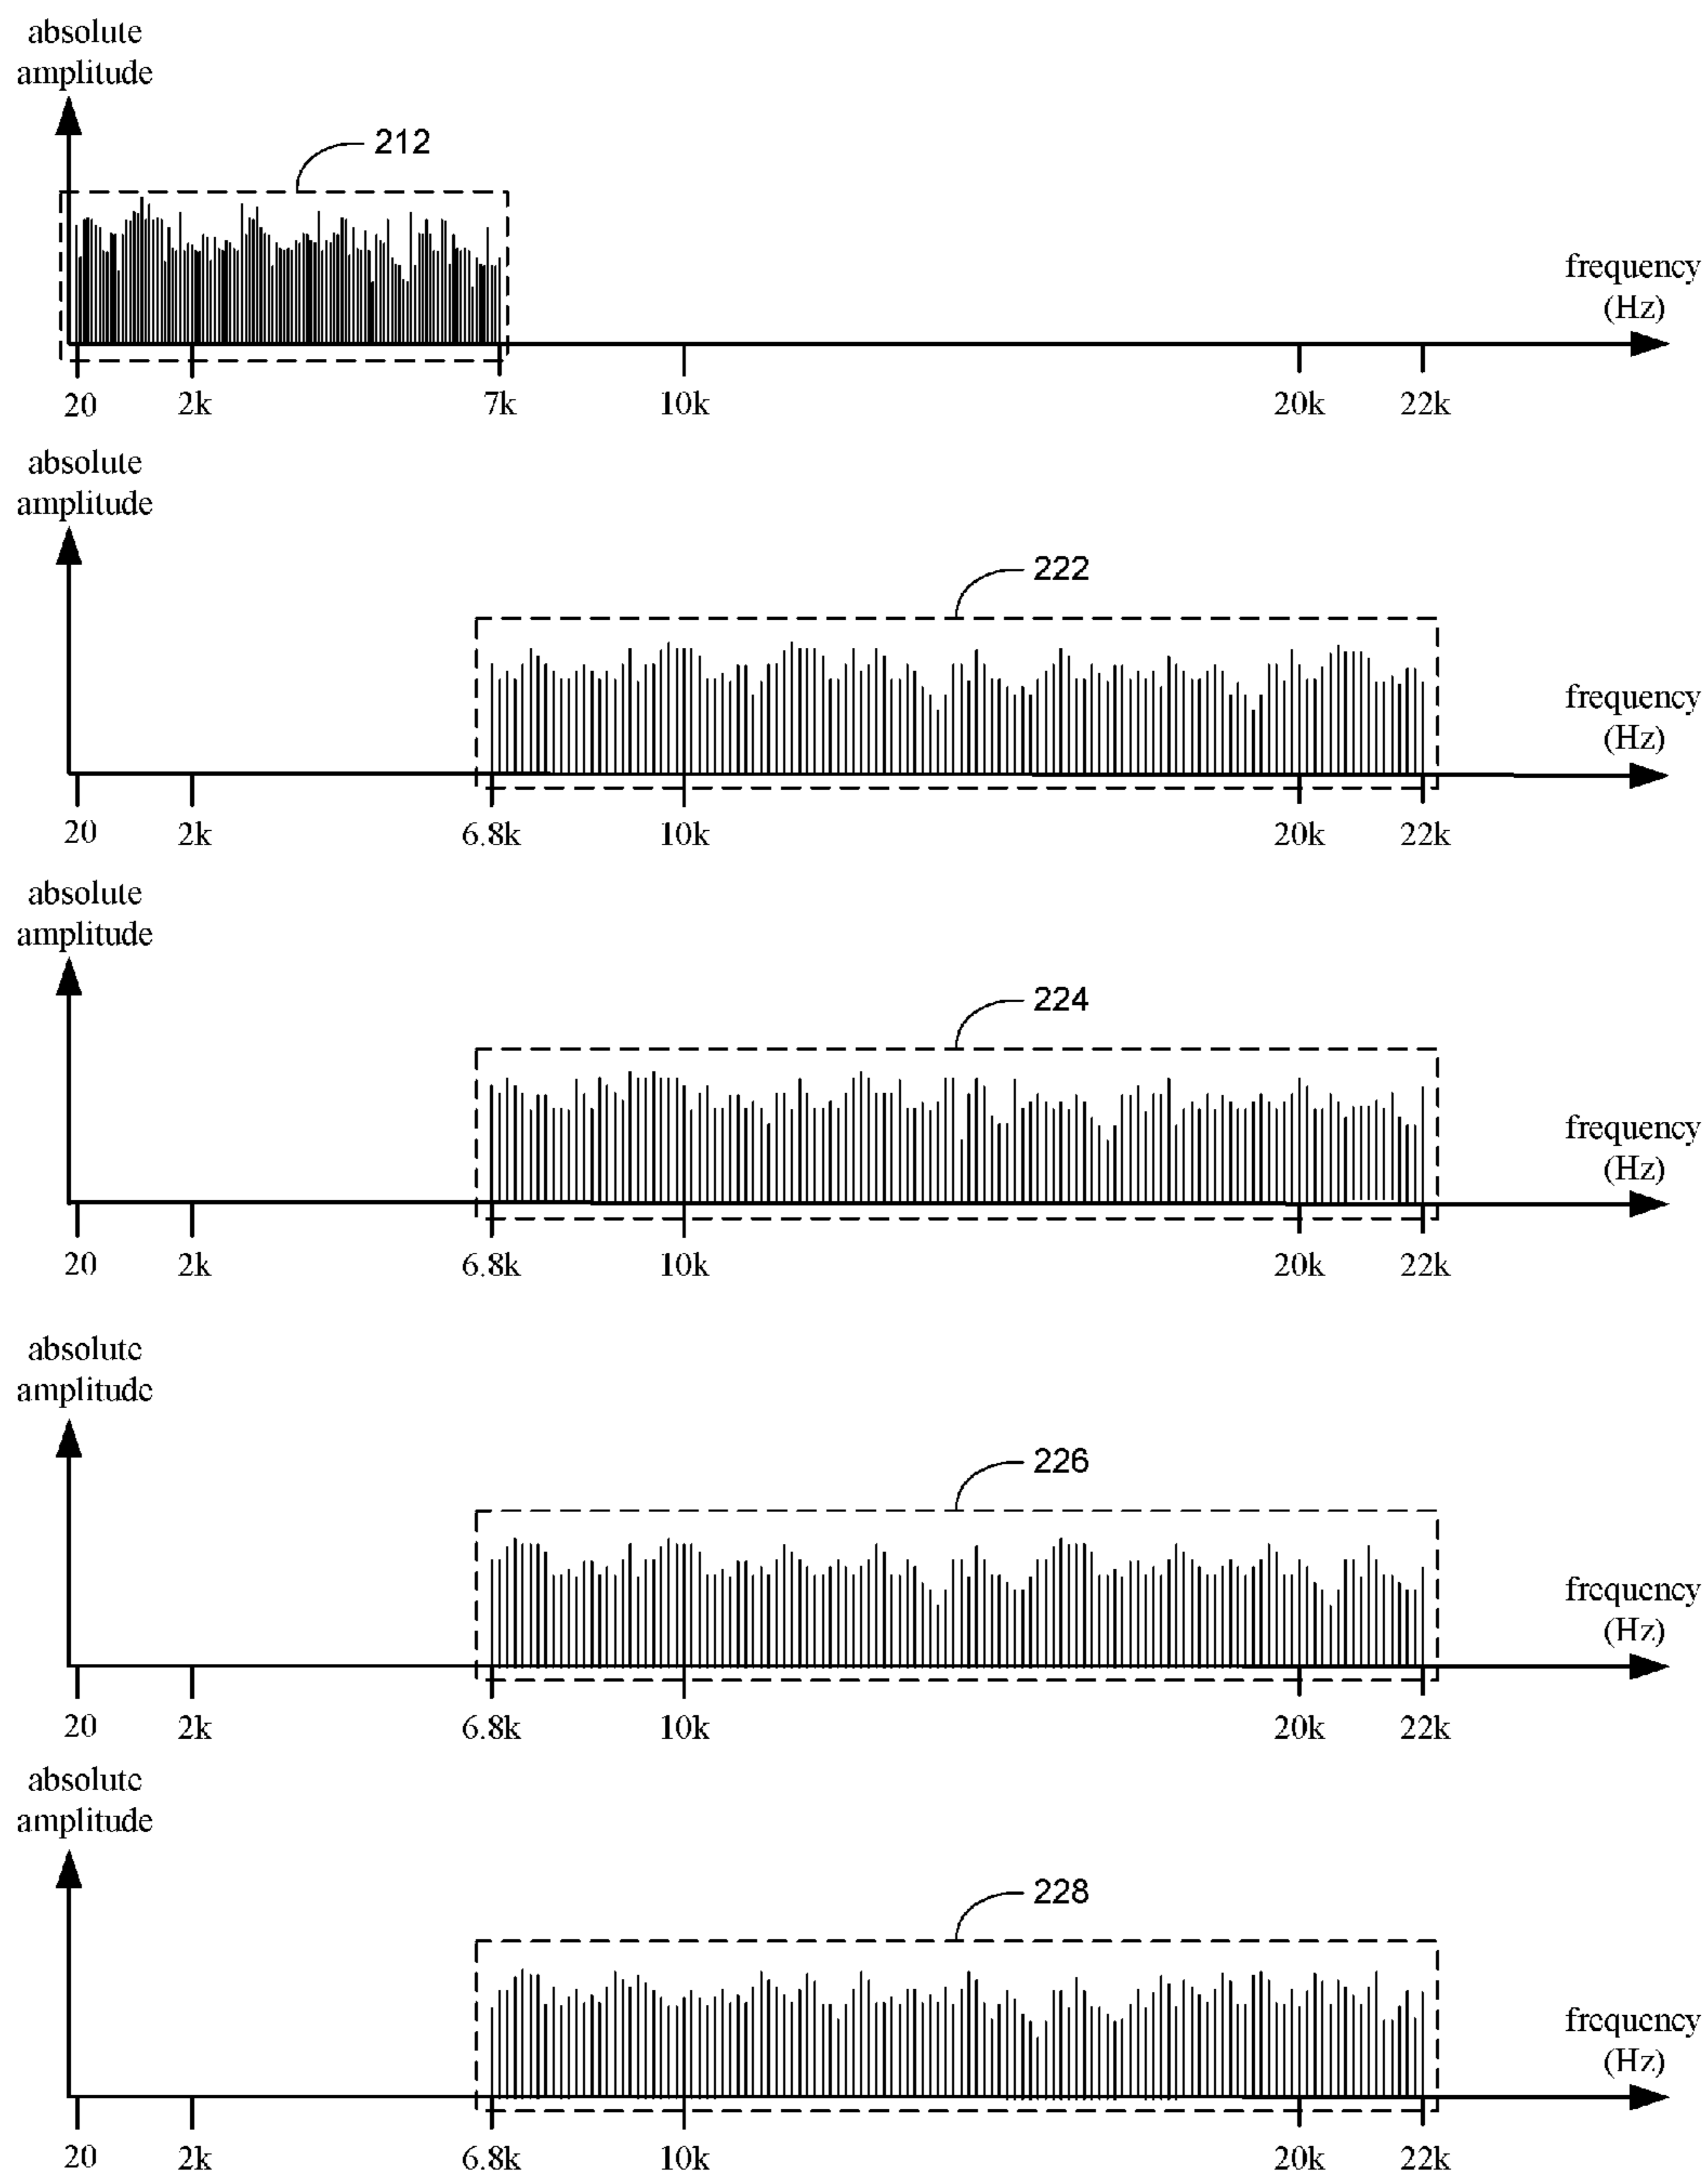 absolute
amplitude
212
frequency
(Hz)
20 2k 7k 10k 20k 22k
absolute
amplitude
222
frequency
(Hz)
20 2k 6.8k 10k 20k 22k
absolute
amplitude
224
frequency
(Hz)
20 2k 6.8k 10k 20k 22k
absolute
amplitude
226
frequency
(Hz)
20 2k 6.8k 10k 20k 22k
absolute
amplitude
228
frequency
(Hz)
20 2k 6.8k 10k 20k 22k